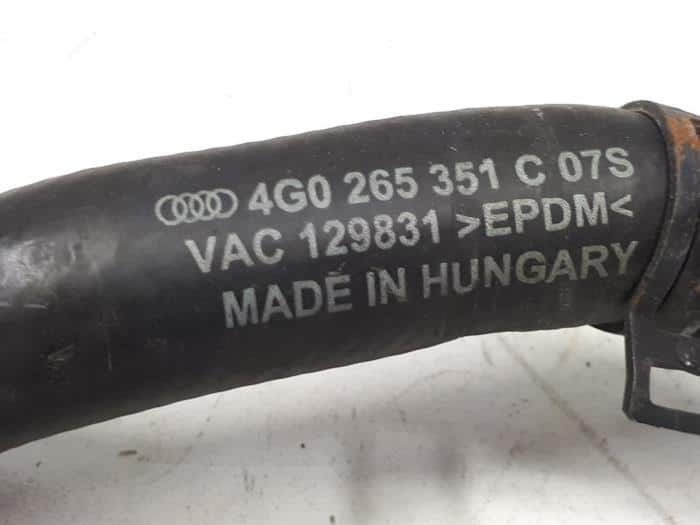 4G0 265 351 C 07S
VAC 129831 >EPDM<
MADE IN HUNGARY